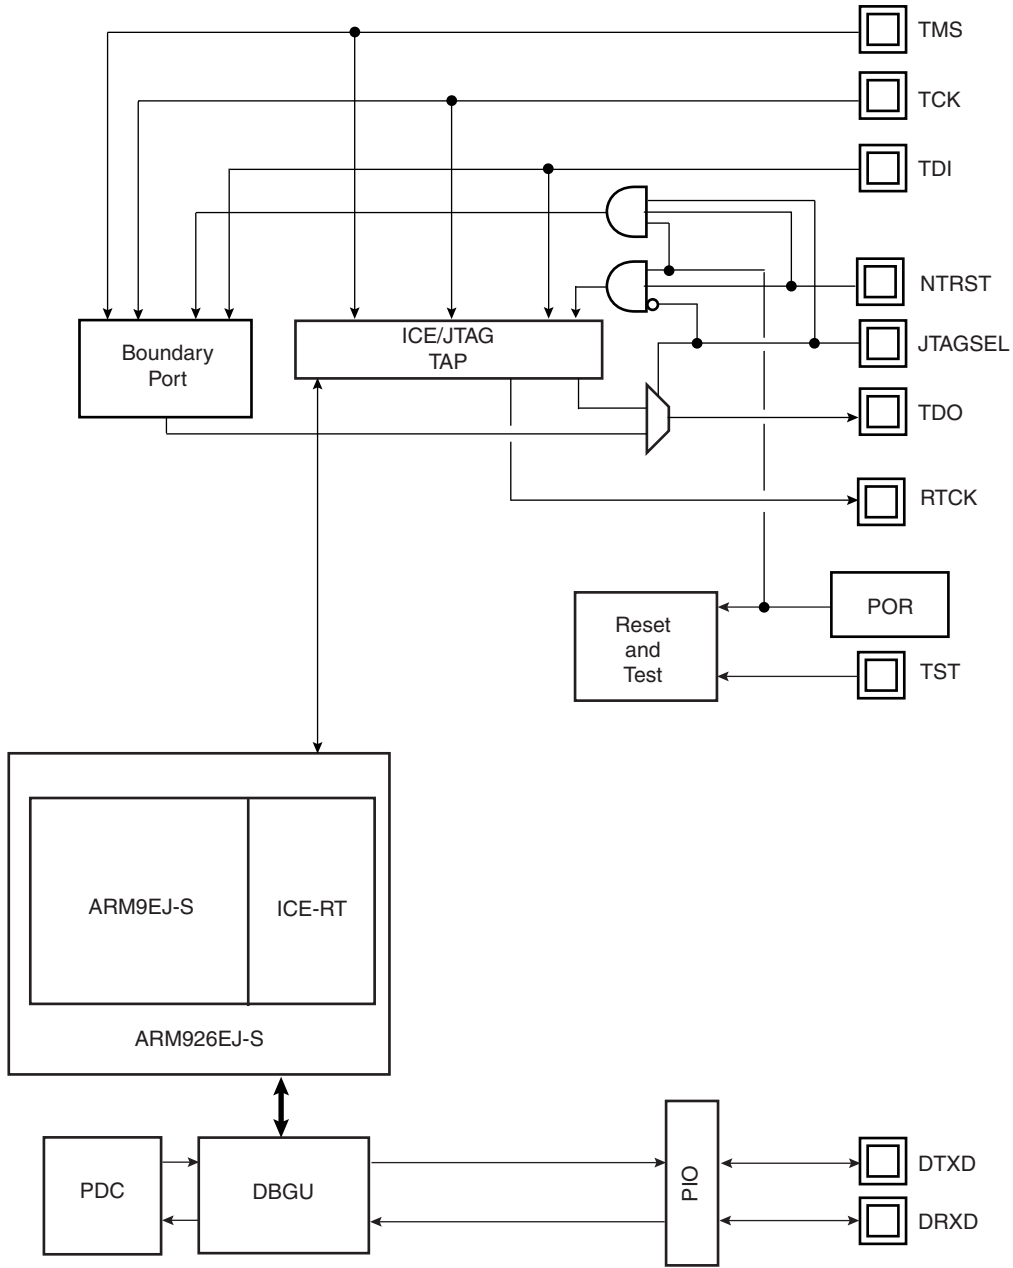 TMS
TCK
TDI
NTRST
JTAGSEL
Boundary
Port
ICE/JTAG
TAP
TDO
RTCK
POR
Reset
and
Test
TST
ARM9EJ-S
ICE-RT
ARM926EJ-S
PDC
DBGU
PIO
DTXD
DRXD